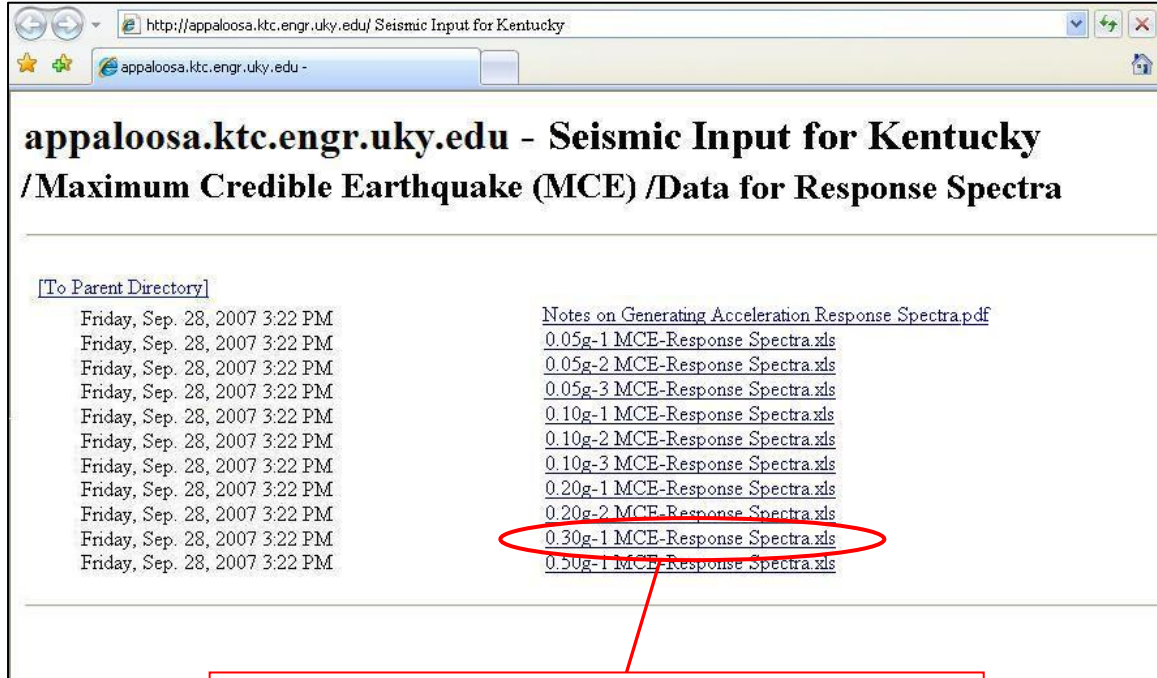 http://appaloosa.ktc.engr.uky.edu/ Seismic Input for Kentucky
appaloosa.ktc.engr.uky.edu -
appaloosa.ktc.engr.uky.edu - Seismic Input for Kentucky
/Maximum Credible Earthquake (MCE) /Data for Response Spectra
[To Parent Directory]
Friday, Sep. 28, 2007 3:22 PM Notes on Generating Acceleration Response Spectra.pdf
Friday, Sep. 28, 2007 3:22 PM 0.05g-1 MCE-Response Spectra.xls
Friday, Sep. 28, 2007 3:22 PM 0.05g-2 MCE-Response Spectra.xls
Friday, Sep. 28, 2007 3:22 PM 0.05g-3 MCE-Response Spectra.xls
Friday, Sep. 28, 2007 3:22 PM 0.10g-1 MCE-Response Spectra.xls
Friday, Sep. 28, 2007 3:22 PM 0.10g-2 MCE-Response Spectra.xls
Friday, Sep. 28, 2007 3:22 PM 0.10g-3 MCE-Response Spectra.xls
Friday, Sep. 28, 2007 3:22 PM 0.20g-1 MCE-Response Spectra.xls
Friday, Sep. 28, 2007 3:22 PM 0.20g-2 MCE-Response Spectra.xls
Friday, Sep. 28, 2007 3:22 PM 0.30g-1 MCE-Response Spectra.xls
Friday, Sep. 28, 2007 3:22 PM 0.50g-1 MCE-Response Spectra.xls